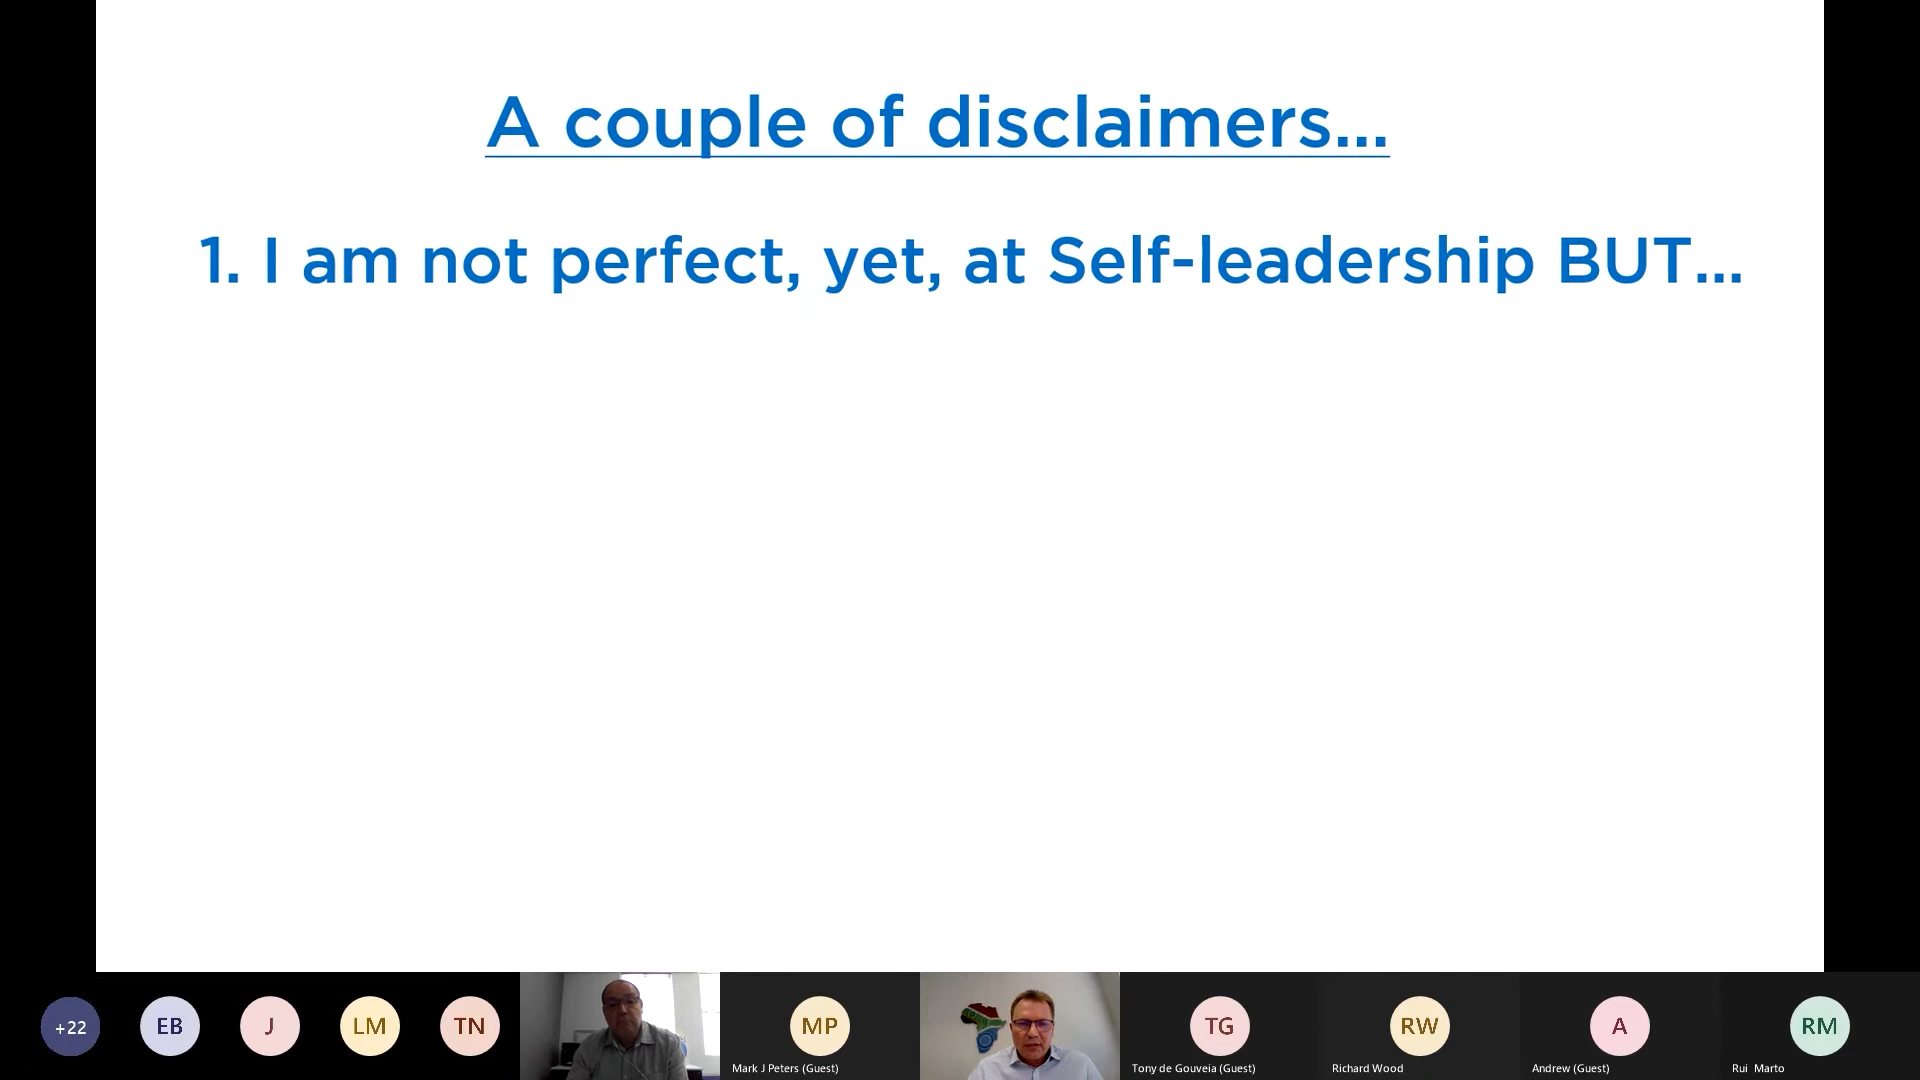 A couple of disclaimers...
1. I am not perfect, yet, at Self-leadership BUT...
+22
EB
J
LM
TN
MP
TG
RW
A
RM
Mark J Peters (Guest)
Tony de Gouveia (Guest)
Richard Wood
Andrew (Guest)
Rui Marto